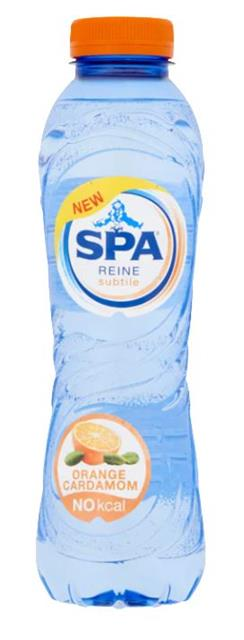 NEW
SPA®
REINE
subtile
ORANGE
CARDAMOM
NO kcal